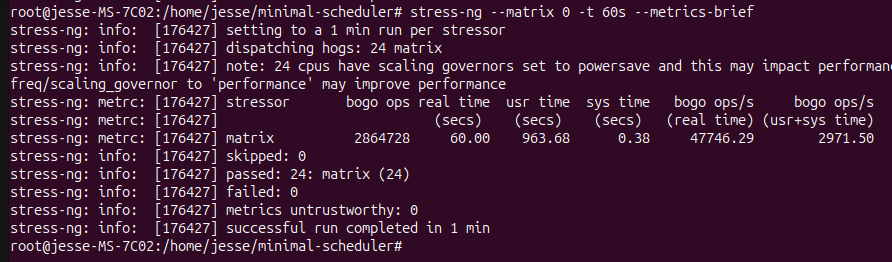 root@jesse-MS-7C02:/home/jesse/minimal-scheduler# stress-ng --matrix 0 -t 60s --metrics-brief
stress-ng: info:  [176427] setting to a 1 min run per stressor
stress-ng: info:  [176427] dispatching hogs: 24 matrix
stress-ng: info:  [176427] note: 24 cpus have scaling governors set to powersave and this may impact performan
freq/scaling_governor to 'performance' may improve performance
stress-ng: metrc: [176427] stressor       bogo ops real time  usr time  sys time   bogo ops/s     bogo ops/s
stress-ng: metrc: [176427]                           (secs)    (secs)    (secs)   (real time) (usr+sys time)
stress-ng: metrc: [176427] matrix          2864728     60.00    963.68      0.38     47746.29        2971.50
stress-ng: info:  [176427] skipped: 0
stress-ng: info:  [176427] passed: 24: matrix (24)
stress-ng: info:  [176427] failed: 0
stress-ng: info:  [176427] metrics untrustworthy: 0
stress-ng: info:  [176427] successful run completed in 1 min
root@jesse-MS-7C02:/home/jesse/minimal-scheduler#